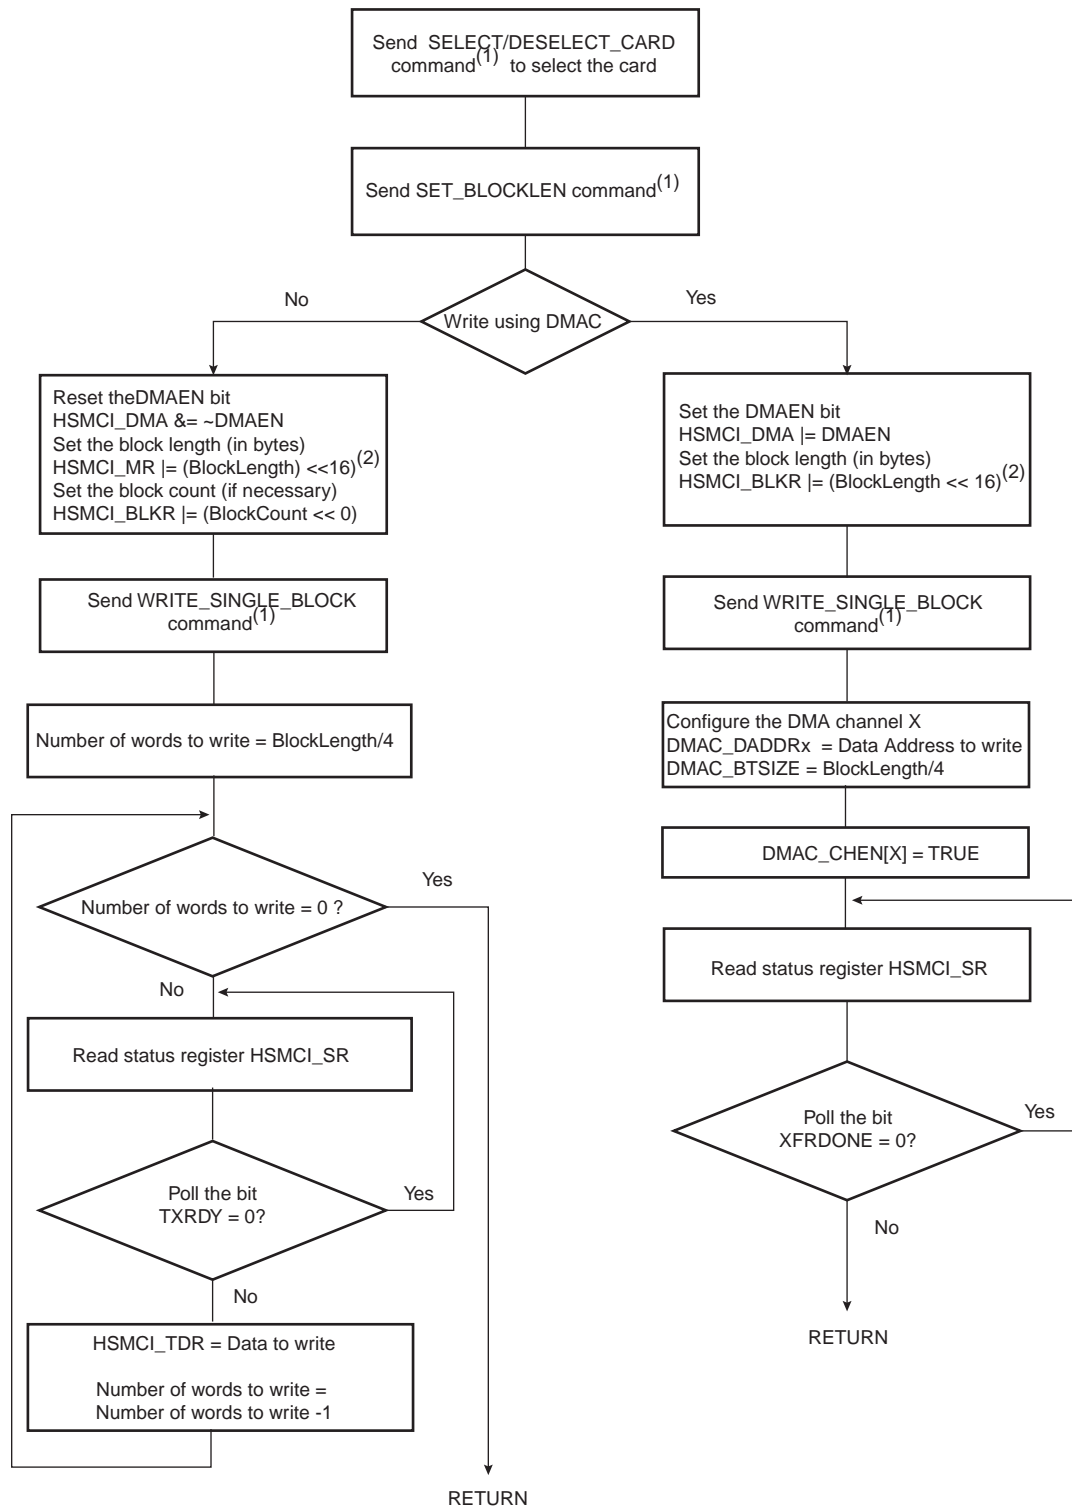 Send SELECT/DESELECT_CARD
command(1) to select the card
Send SET_BLOCKLEN command(1)
No
Yes
Write using DMAC
Reset theDMAEN bit
HSMCI_DMA &= ~DMAEN
Set the block length (in bytes)
HSMCI_MR |= (BlockLength) <<16)(2)
Set the block count (if necessary)
HSMCI_BLKR |= (BlockCount << 0)
Send WRITE_SINGLE_BLOCK
command(1)
Number of words to write = BlockLength/4
Number of words to write = 0 ?
Yes
No
Read status register HSMCI_SR
Poll the bit
TXRDY = 0?
Yes
No
HSMCI_TDR = Data to write
Number of words to write =
Number of words to write -1
RETURN
Set the DMAEN bit
HSMCI_DMA |= DMAEN
Set the block length (in bytes)
HSMCI_BLKR |= (BlockLength << 16)(2)
Send WRITE_SINGLE_BLOCK
command(1)
Configure the DMA channel X
DMAC_DADDRx = Data Address to write
DMAC_BTSIZE = BlockLength/4
DMAC_CHEN[X] = TRUE
Read status register HSMCI_SR
Poll the bit
XFRDONE = 0?
Yes
No
RETURN